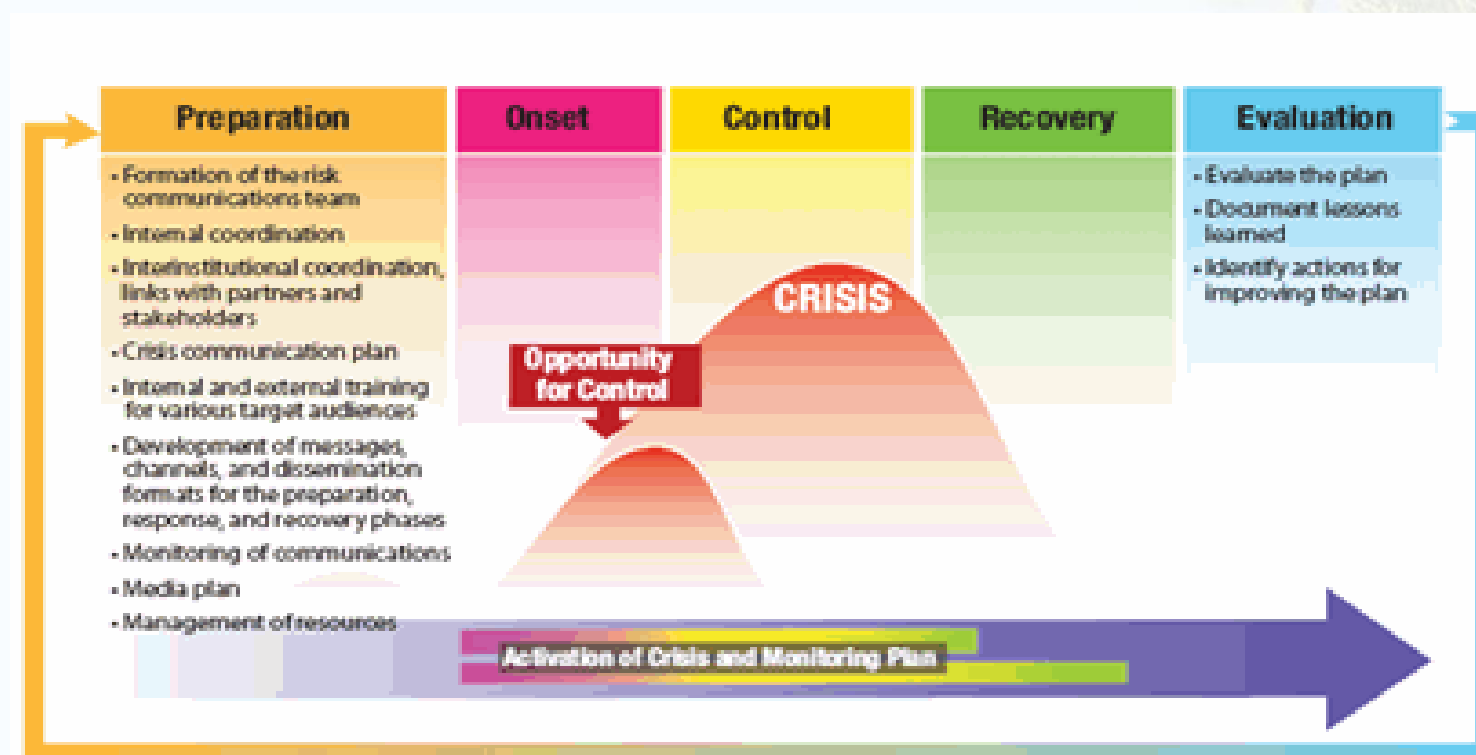 Preparation
• Formation of the risk
communications team
• Internal coordination
• Interinstitutional coordination,
links with partners and
stakeholders
• Crisis communication plan
• Internal and external training
for various target audiences
• Development of messages,
channels, and dissemination
formats for the preparation,
response, and recovery phases
• Monitoring of communications
• Media plan
• Management of resources
Onset
Control
Recovery
Evaluation
• Evaluate the plan
• Document lessons
learned
• Identify actions for
improving the plan
CRISIS
Opportunity
for Control
Activation of Crisis and Monitoring Plan